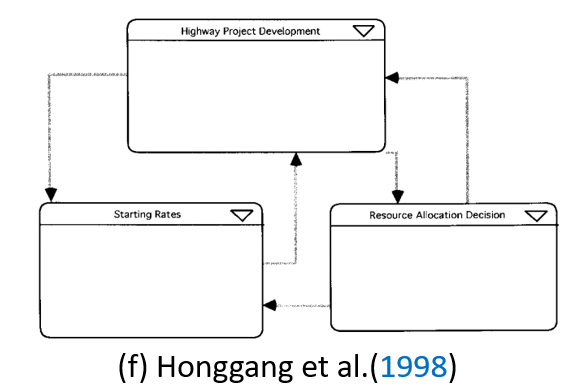 Highway Project Development
Starting Rates
Resource Allocation Decision
(f) Honggang et al.(1998)